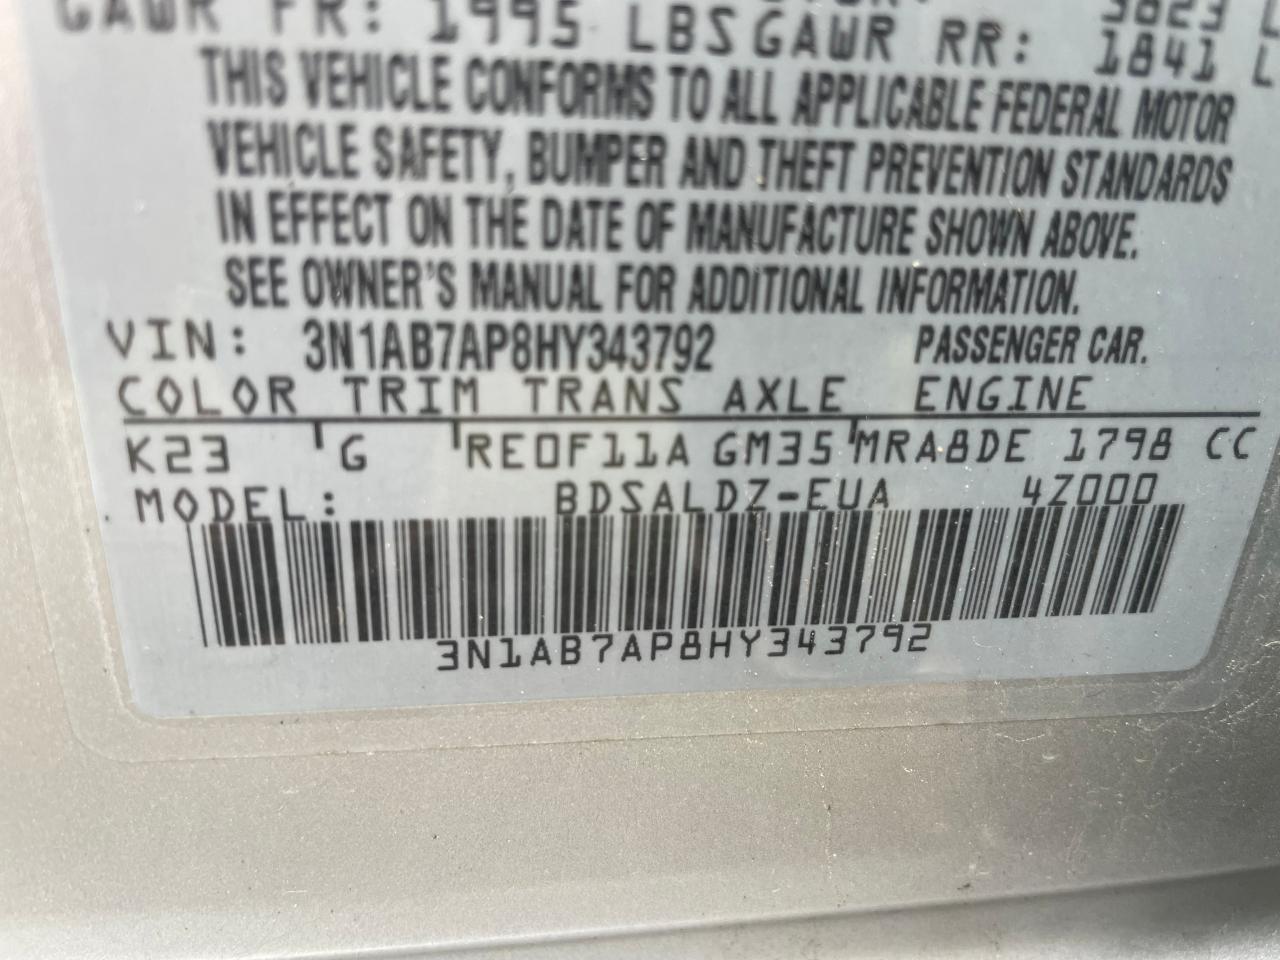 GAWR FR: 1995 LBS GAWR RR: 1841 L
THIS VEHICLE CONFORMS TO ALL APPLICABLE FEDERAL MOTOR
VEHICLE SAFETY, BUMPER AND THEFT PREVENTION STANDARDS
IN EFFECT ON THE DATE OF MANUFACTURE SHOWN ABOVE.
SEE OWNER'S MANUAL FOR ADDITIONAL INFORMATION.
VIN: 3N1AB7AP8HY343792 PASSENGER CAR.
COLOR TRIM TRANS AXLE ENGINE
K23 G RE0F11A GM35 MRA8DE 1798 CC
MODEL: BDSALDZ-EUA 4Z000
3N1AB7AP8HY343792